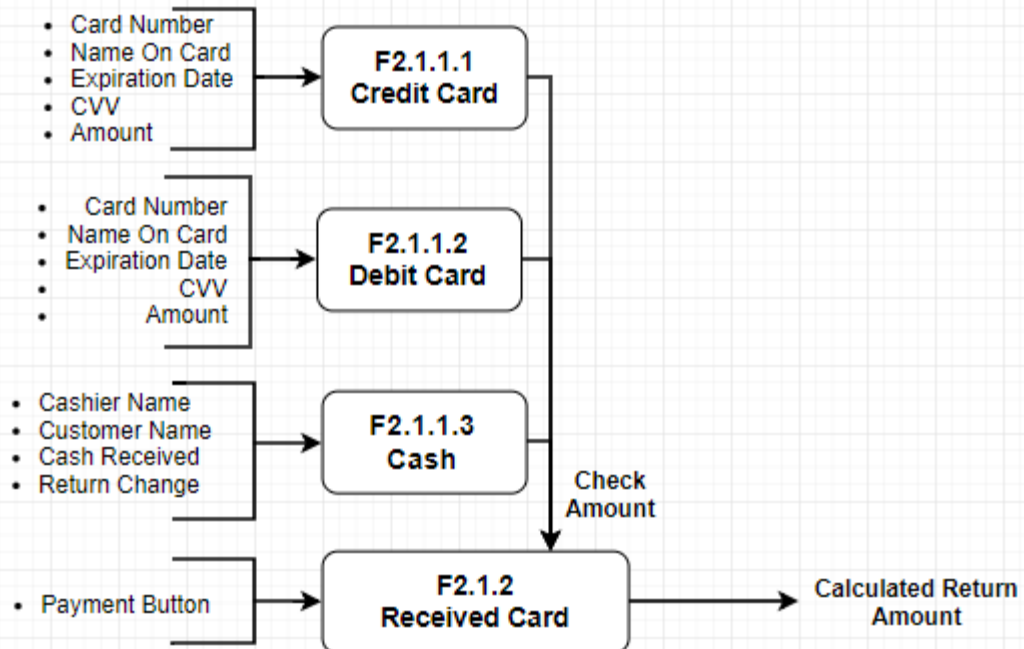 • Card Number
• Name On Card
• Expiration Date
• CVV
• Amount
F2.1.1.1
Credit Card
• Card Number
• Name On Card
• Expiration Date
• CVV
• Amount
F2.1.1.2
Debit Card
• Cashier Name
• Customer Name
• Cash Received
• Return Change
F2.1.1.3
Cash
Check
Amount
• Payment Button
F2.1.2
Received Card
Calculated Return
Amount